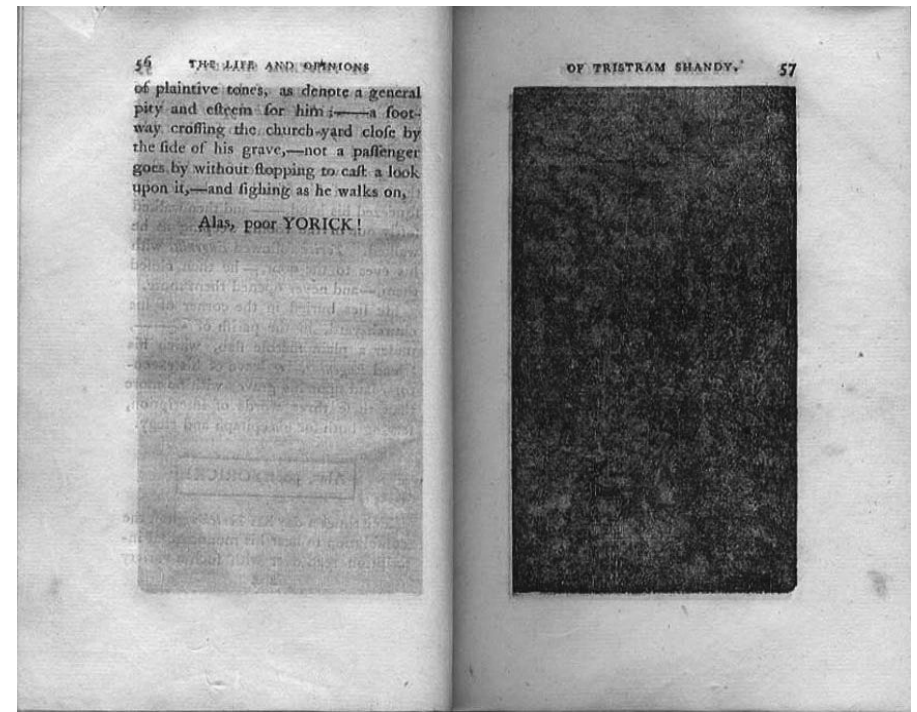 56 THE LIFE AND OPINIONS
of plaintive tones, as denote a general
pity and eſteem for him;——a foot-
way croſſing the church-yard cloſe by
the ſide of his grave,—not a paſſenger
goes by without ſtopping to caſt a look
upon it,—and ſighing as he walks on,
Alas, poor YORICK!
OF TRISTRAM SHANDY. 57